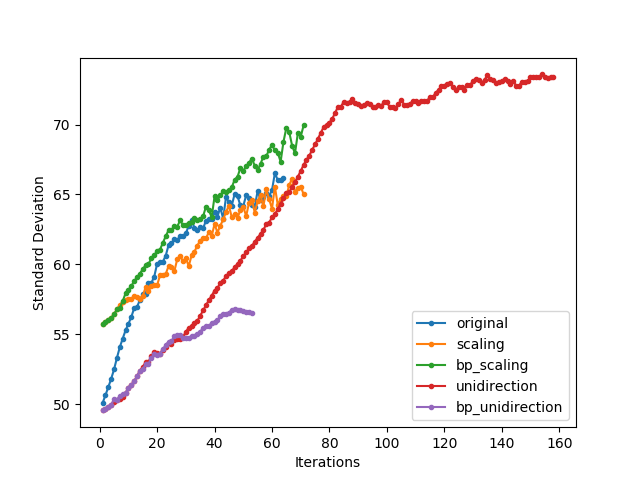 70
65
60
55
50
Standard Deviation
0 20 40 60 80 100 120 140 160
Iterations
original
scaling
bp_scaling
unidirection
bp_unidirection